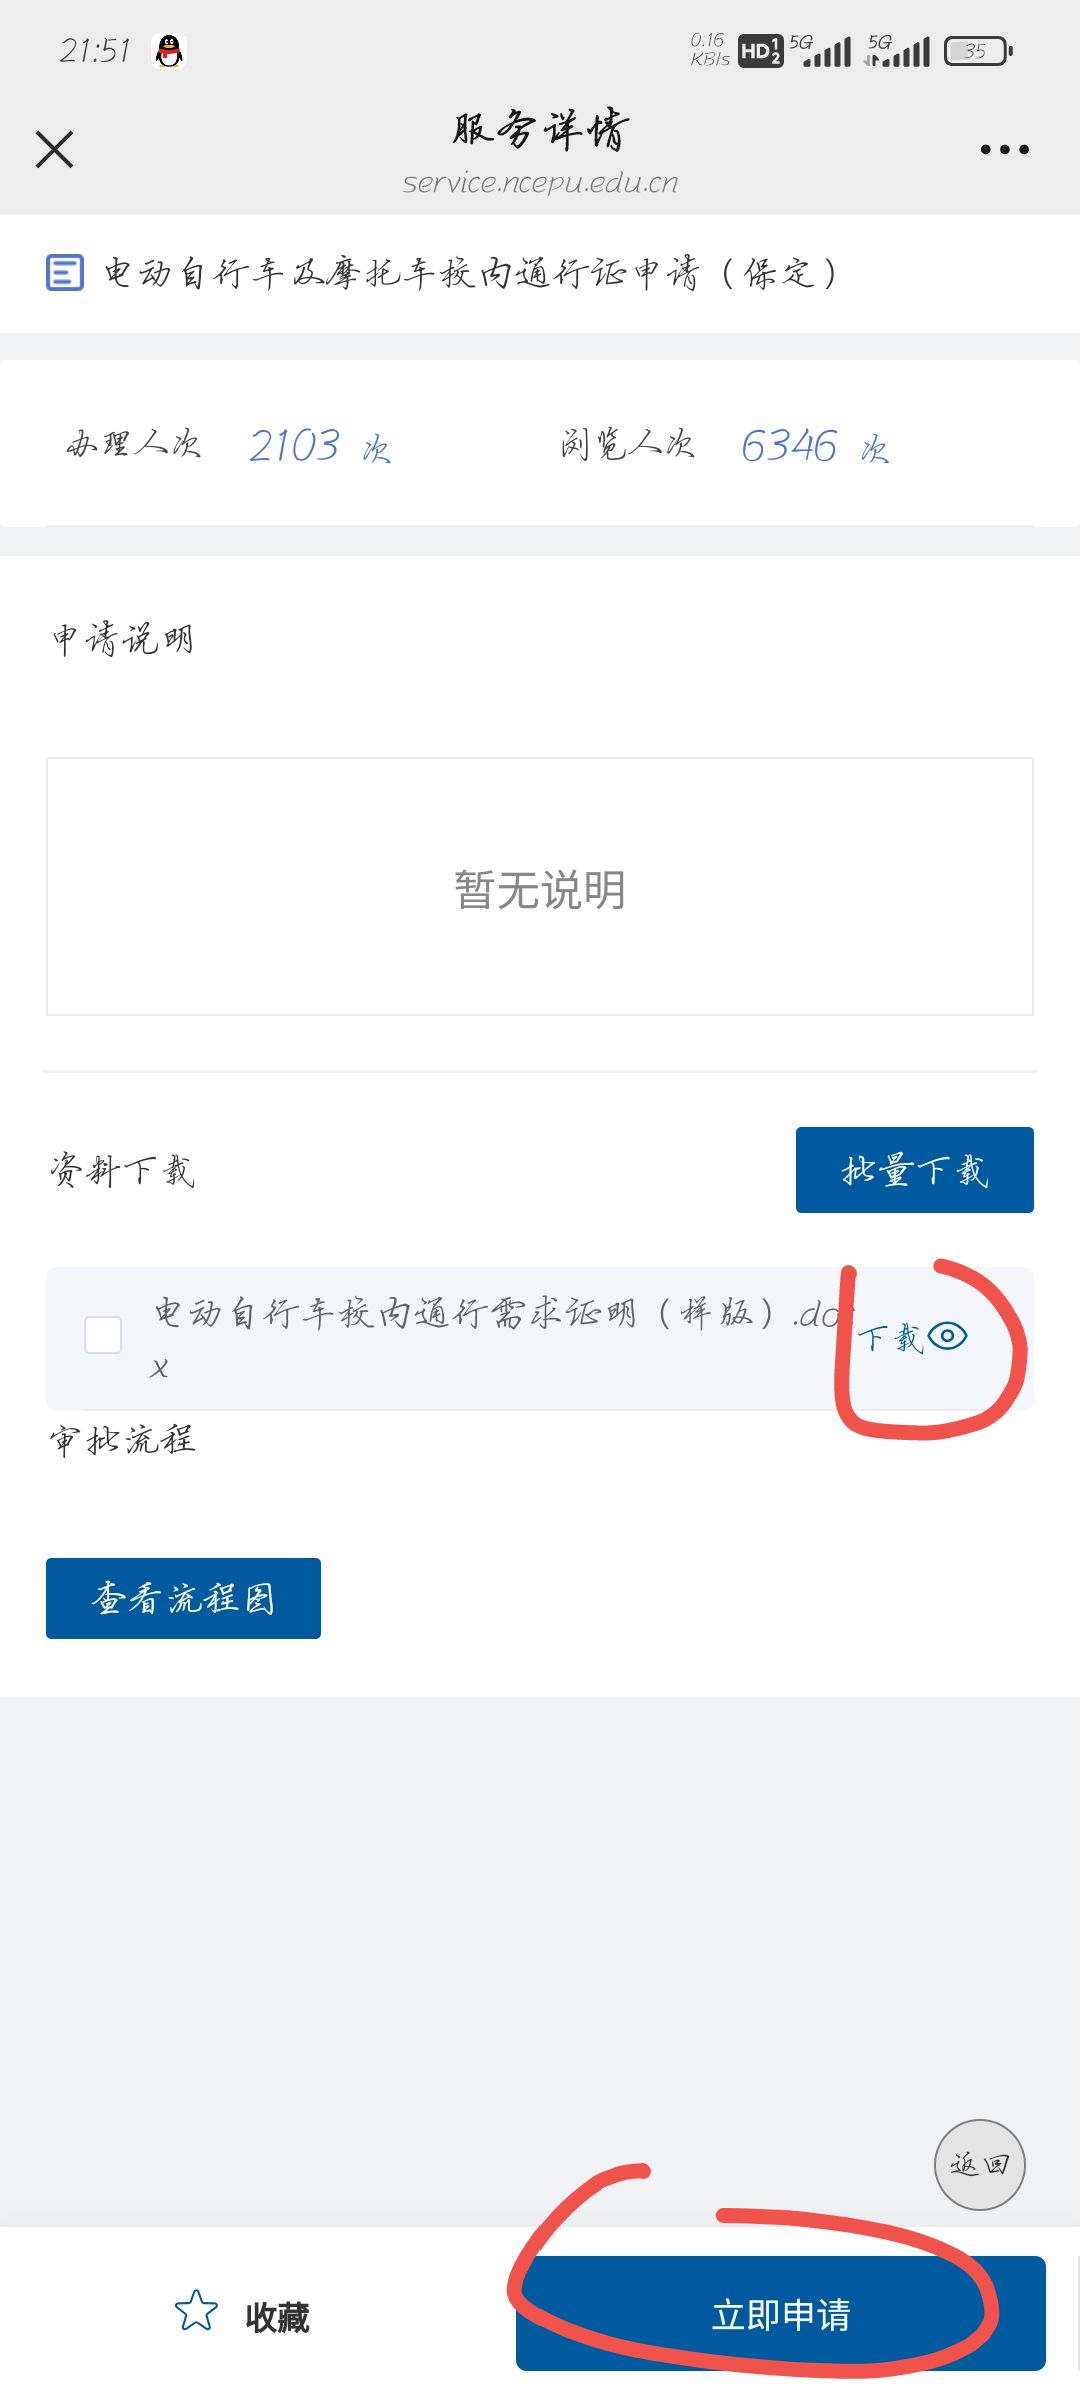 21:51
0.16 KB/s HD 1 2 5G 5G 35
服务详情
service.ncepu.edu.cn
电动自行车及摩托车校内通行证申请（保定）
办理人次 2103 次 浏览人次 6346 次
申请说明
暂无说明
资料下载 批量下载
电动自行车校内通行需求证明（样版）.doc
x
下载
审批流程
查看流程图
返回
收藏 立即申请